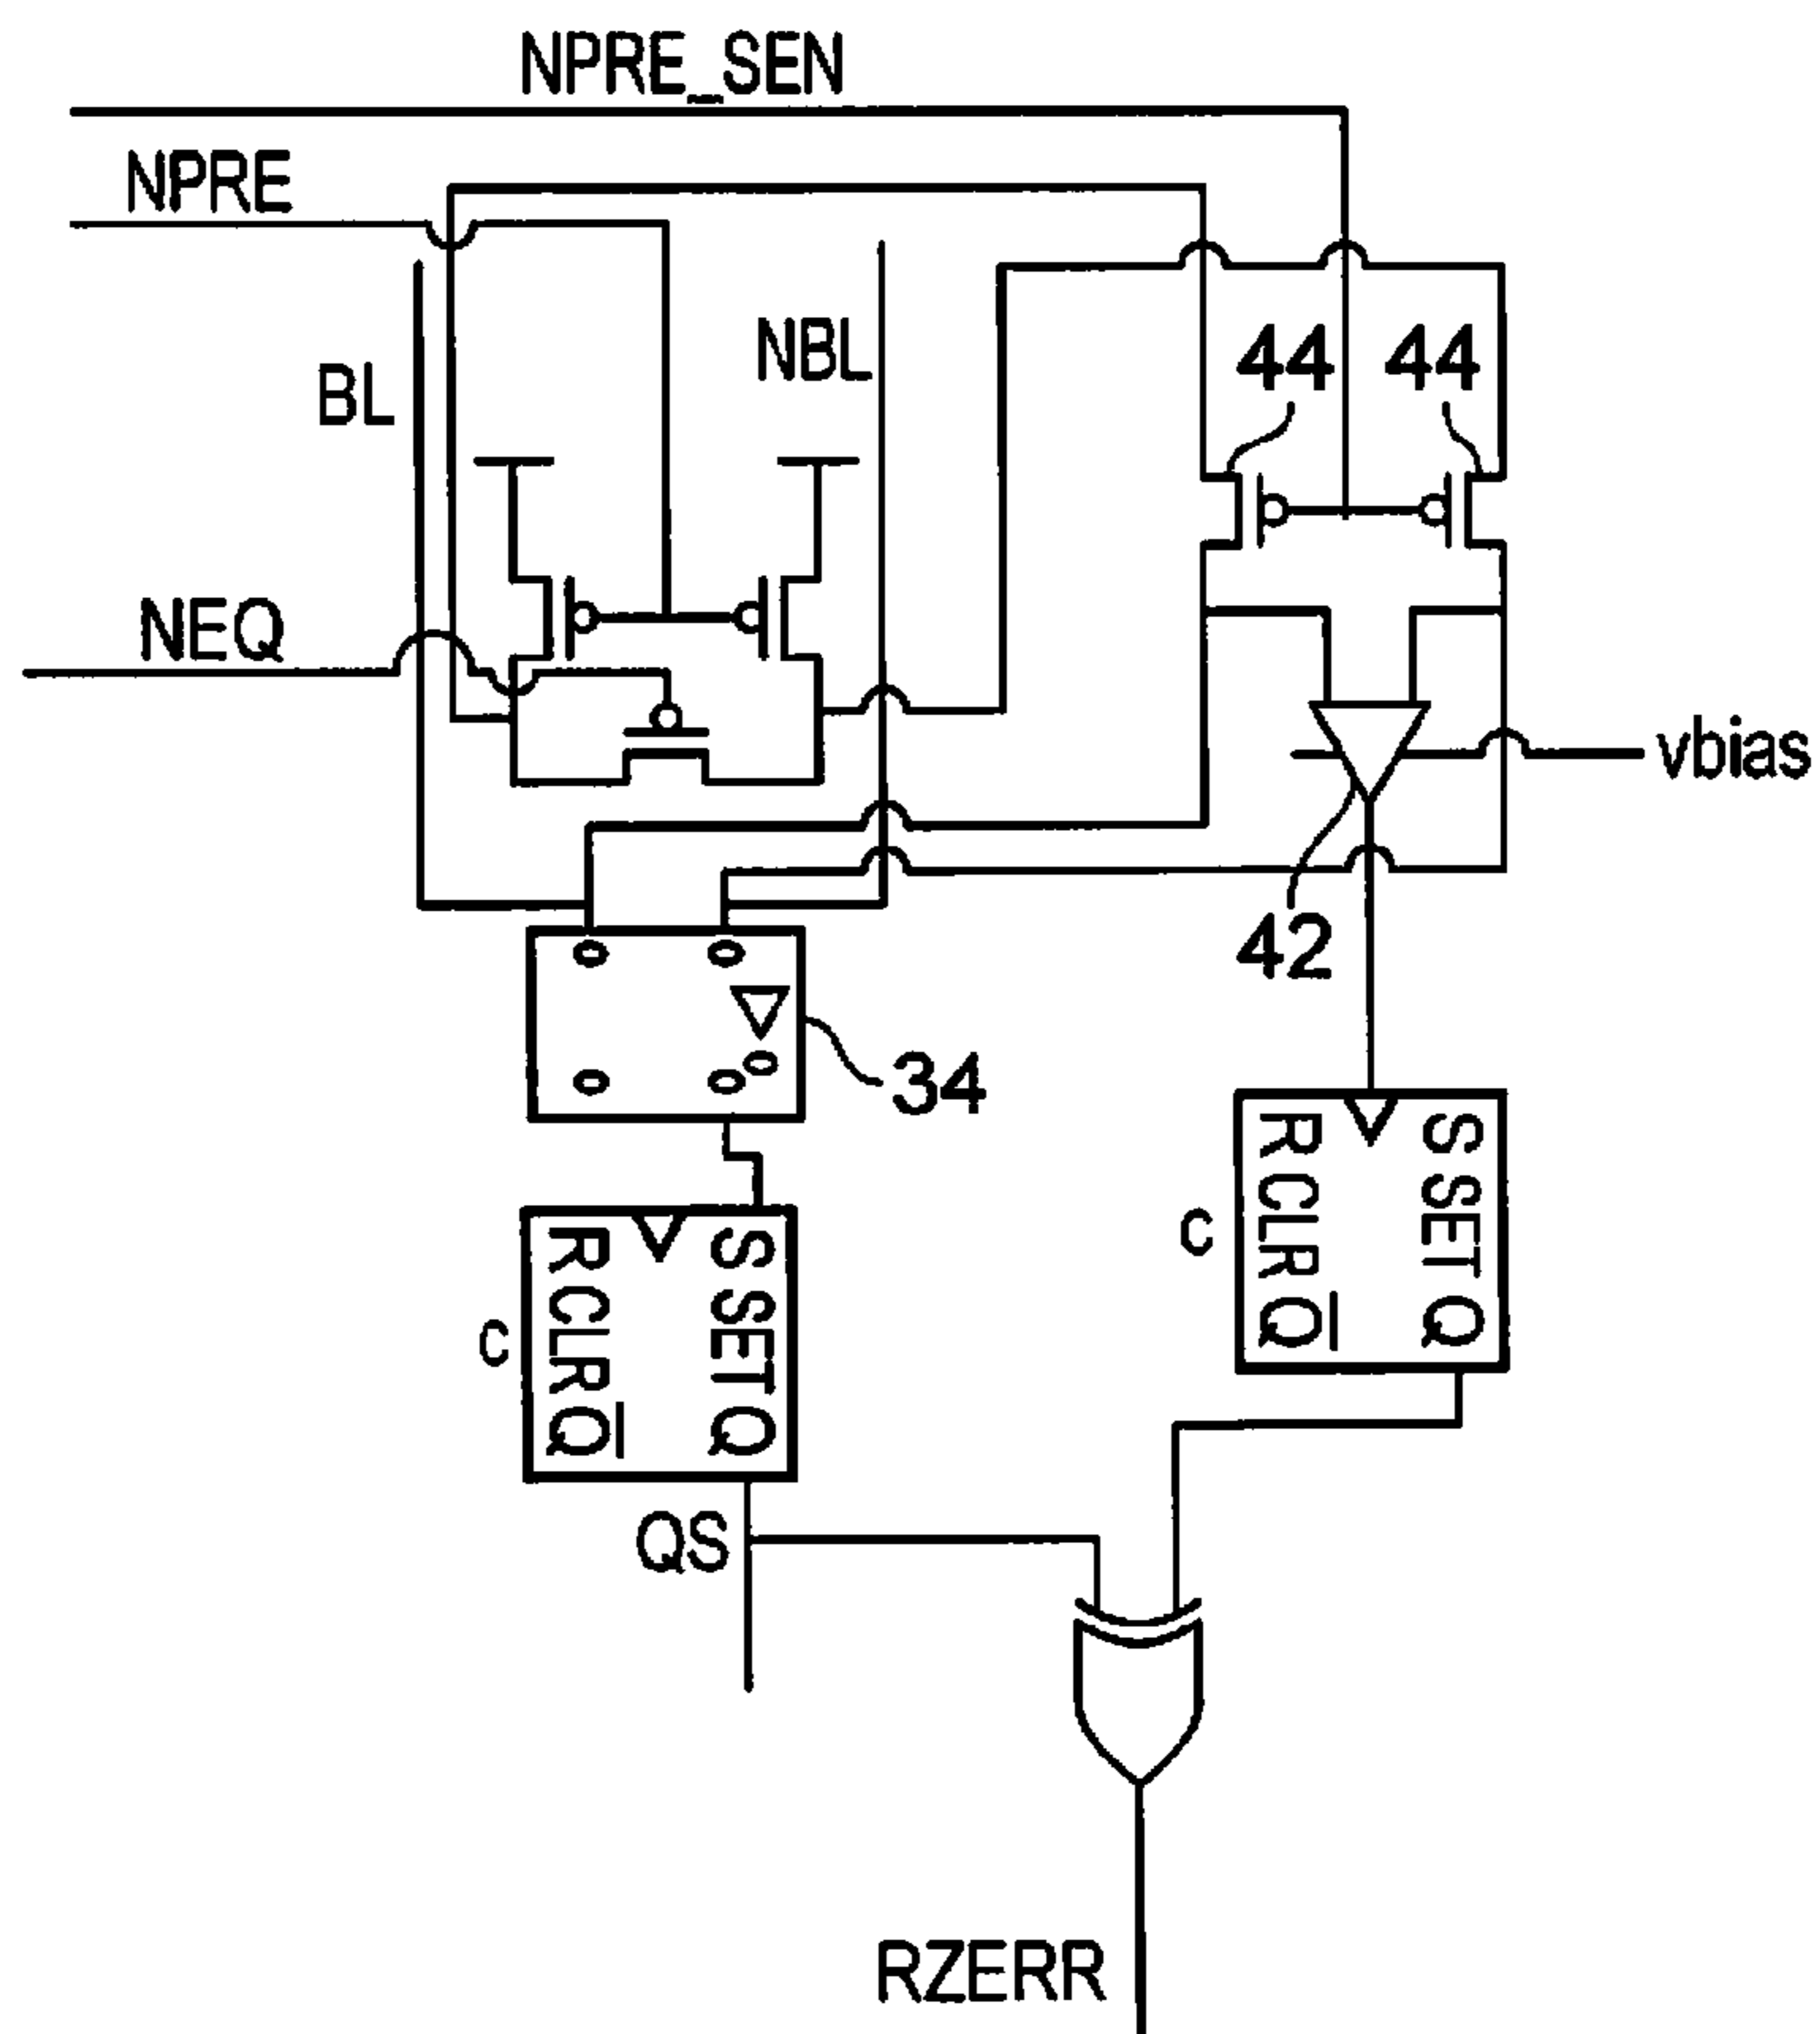 NPRE_SEN
NPRE
NBL
BL
44 44
NEQ
vbias
42
34
R S
CLR SET
Q Q
C
R S
CLR SET
Q Q
C
QS
RZERR